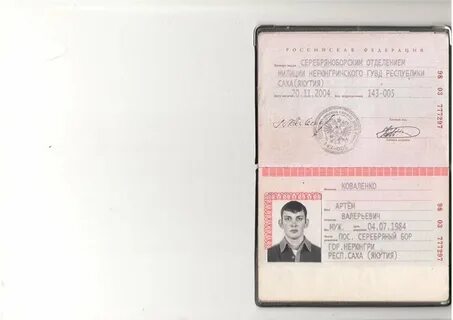 РОССИЙСКАЯ ФЕДЕРАЦИЯ
СЕРЕБРЯНОБОРСКИМ ОТДЕЛЕНИЕМ
МИЛИЦИИ НЕРЮНГРИНСКОГО ГУВД РЕСПУБЛИКИ
САХА(ЯКУТИЯ)
20.11.2004 143-005
98 03 777297
КОВАЛЕНКО
АРТЁМ
ВАЛЕРЬЕВИЧ
МУЖ. 04.07.1984
ПОС. СЕРЕБРЯНЫЙ БОР
ГОР.НЕРЮНГРИ
РЕСП.САХА (ЯКУТИЯ)
98 03 777297